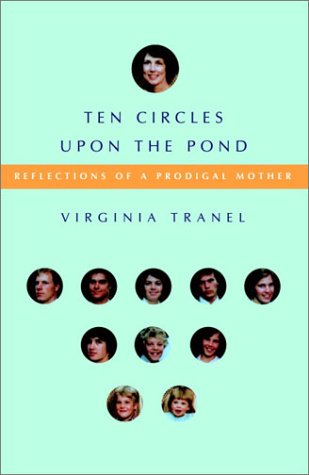 TEN CIRCLES
UPON THE POND
REFLECTIONS OF A PRODIGAL MOTHER
VIRGINIA TRANEL